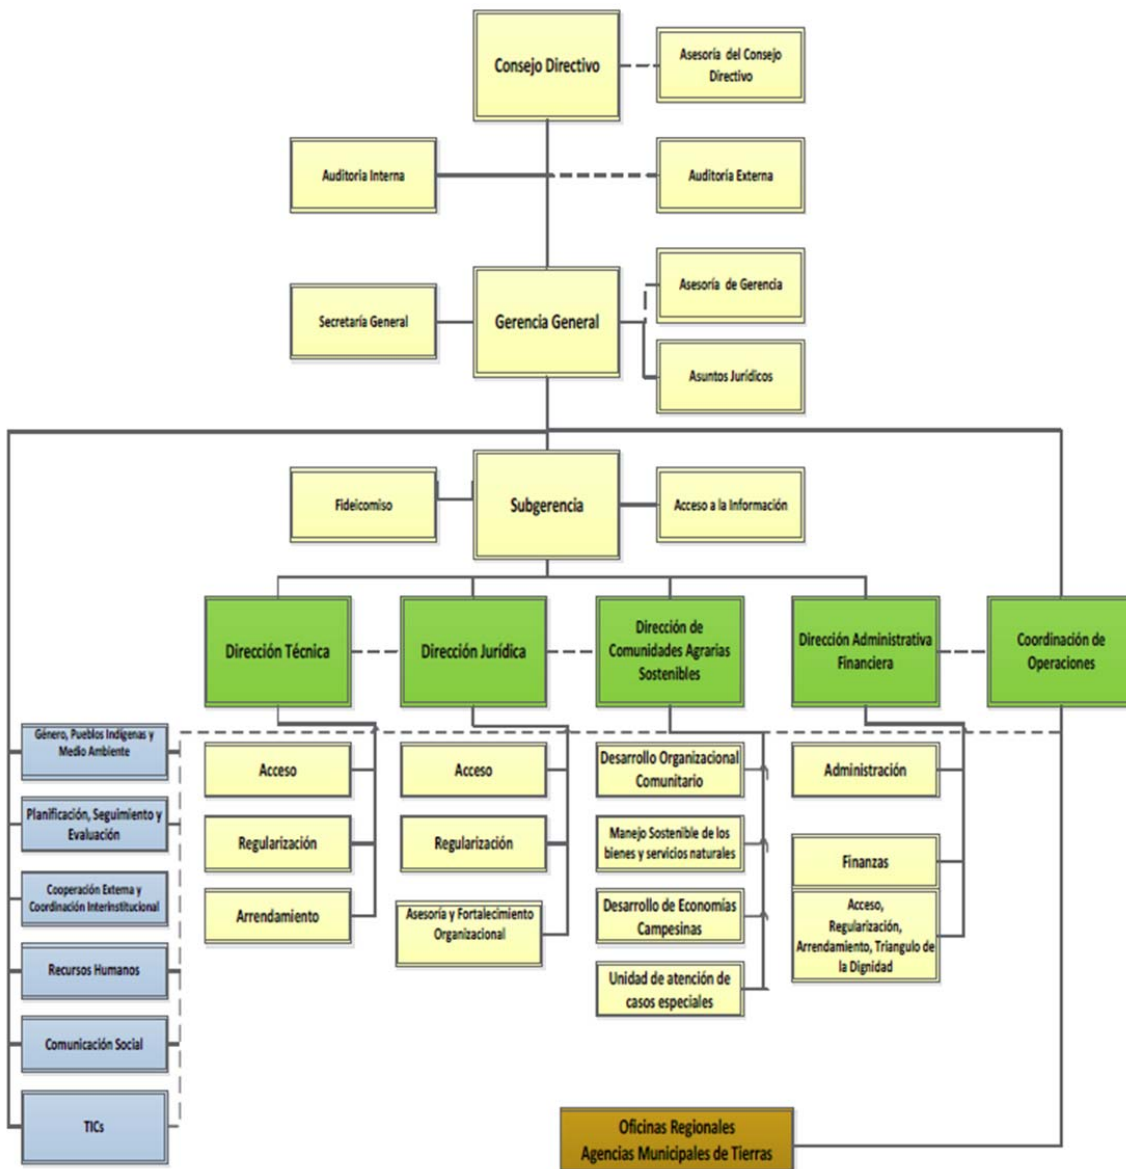 Consejo Directivo
Asesoría del Consejo
Directivo
Auditoria Interna
Auditoría Externa
Secretaría General
Gerencia General
Asesoría de Gerencia
Asuntos Jurídicos
Fideicomiso
Subgerencia
Acceso a la Información
Dirección Técnica
Dirección Jurídica
Dirección de
Comunidades Agrarias
Sostenibles
Dirección Administrativa
Financiera
Coordinación de
Operaciones
Género, Pueblos Indígenas y
Medio Ambiente
Planificación, Seguimiento y
Evaluación
Cooperación Externa y
Coordinación Interinstitucional
Recursos Humanos
Comunicación Social
TICs
Acceso
Regularización
Arrendamiento
Acceso
Regularización
Asesoría y Fortalecimiento
Organizacional
Desarrollo Organizacional
Comunitario
Manejo Sostenible de los
bienes y servicios naturales
Desarrollo de Economías
Campesinas
Unidad de atención de
casos especiales
Administración
Finanzas
Acceso,
Regularización,
Arrendamiento, Triangulo de
la Dignidad
Oficinas Regionales
Agencias Municipales de Tierras